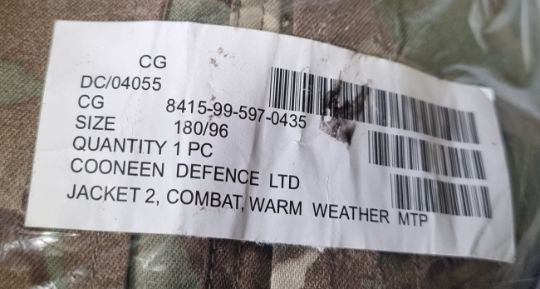 CG
DC/04055
CG 8415-99-597-0435
SIZE 180/96
QUANTITY 1 PC
COONEEN DEFENCE LTD
JACKET 2, COMBAT, WARM WEATHER MTP